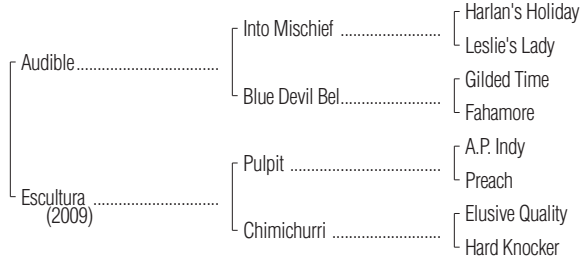 Harlan's Holiday
Into Mischief ....................
Leslie's Lady
Audible.............................
Gilded Time
Blue Devil Bel....................
Fahamore
A.P. Indy
Pulpit ..............................
Preach
Escultura .........................
(2009)
Elusive Quality
Chimichurri ......................
Hard Knocker